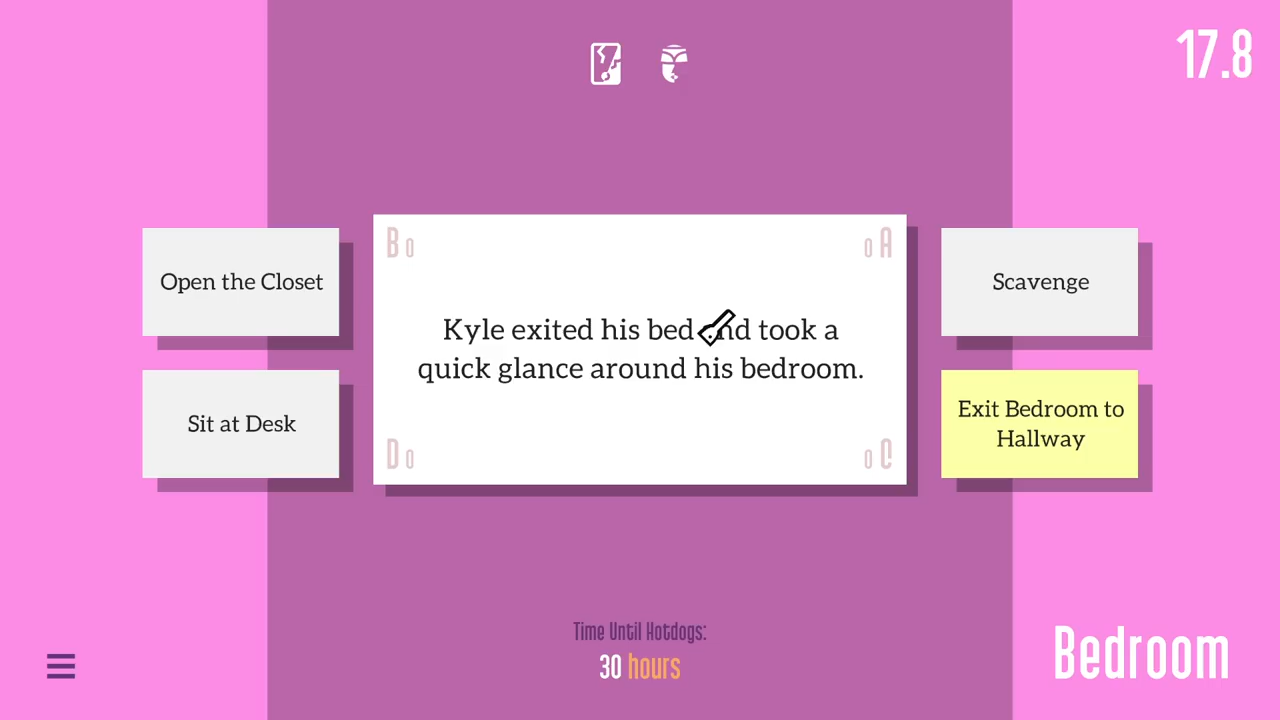 17.8
Open the Closet
Sit at Desk
B 0
0 A
Kyle exited his bed and took a
quick glance around his bedroom.
D 0
0 C
Scavenge
Exit Bedroom to
Hallway
Time Until Hotdogs:
30 hours
Bedroom